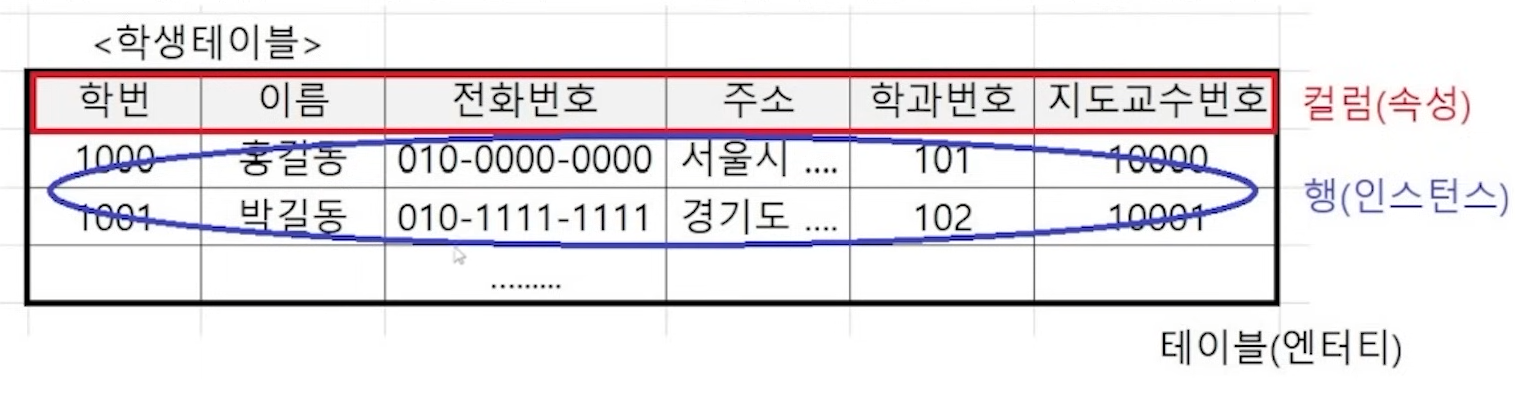 <학생테이블>
학번 이름 전화번호 주소 학과번호 지도교수번호 컬럼(속성)
1000 홍길동 010-0000-0000 서울시 .... 101 10000
행(인스턴스)
1001 박길동 010-1111-1111 경기도 .... 102 10001
.........
테이블(엔터티)